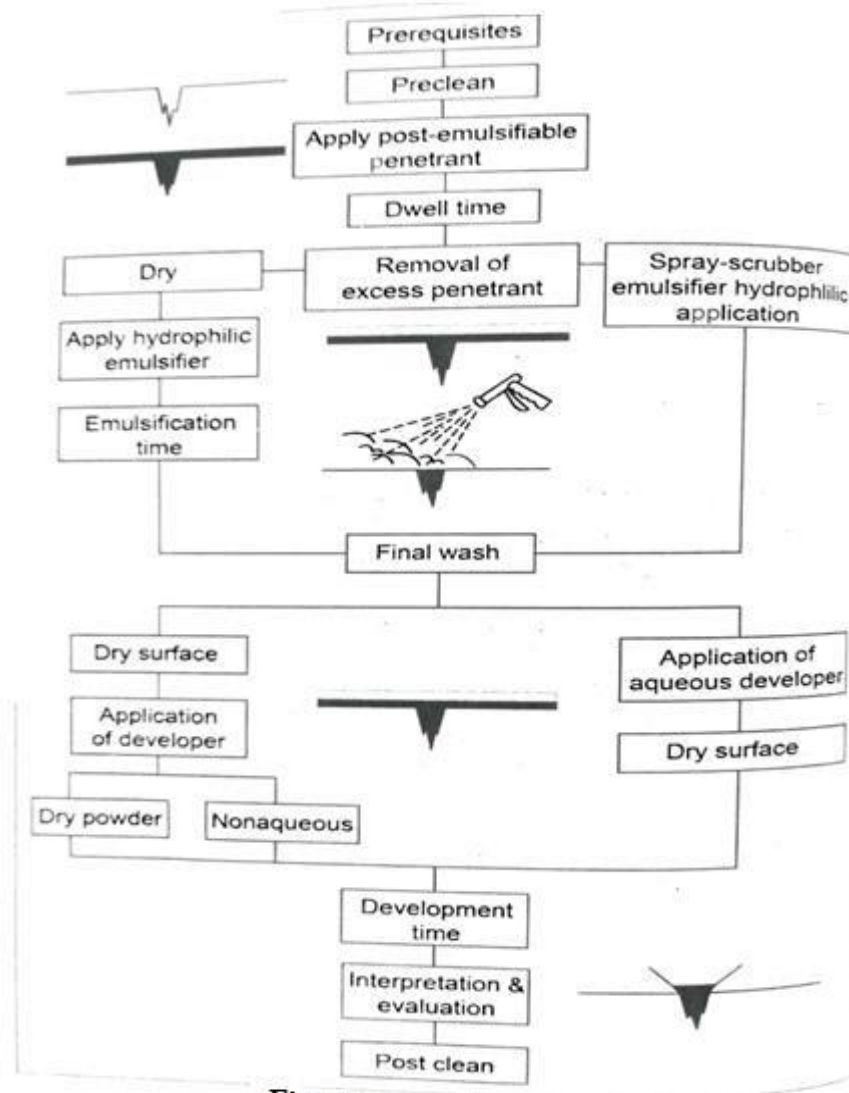 Prerequisites
Preclean
Apply post-emulsifiable
penetrant
Dwell time
Dry
Removal of
excess penetrant
Spray-scrubber
emulsifier hydrophlilic
application
Apply hydrophilic
emulsifier
Emulsification
time
Final wash
Dry surface
Application
of developer
Application of
aqueous developer
Dry surface
Dry powder
Nonaqueous
Development
time
Interpretation &
evaluation
Post clean